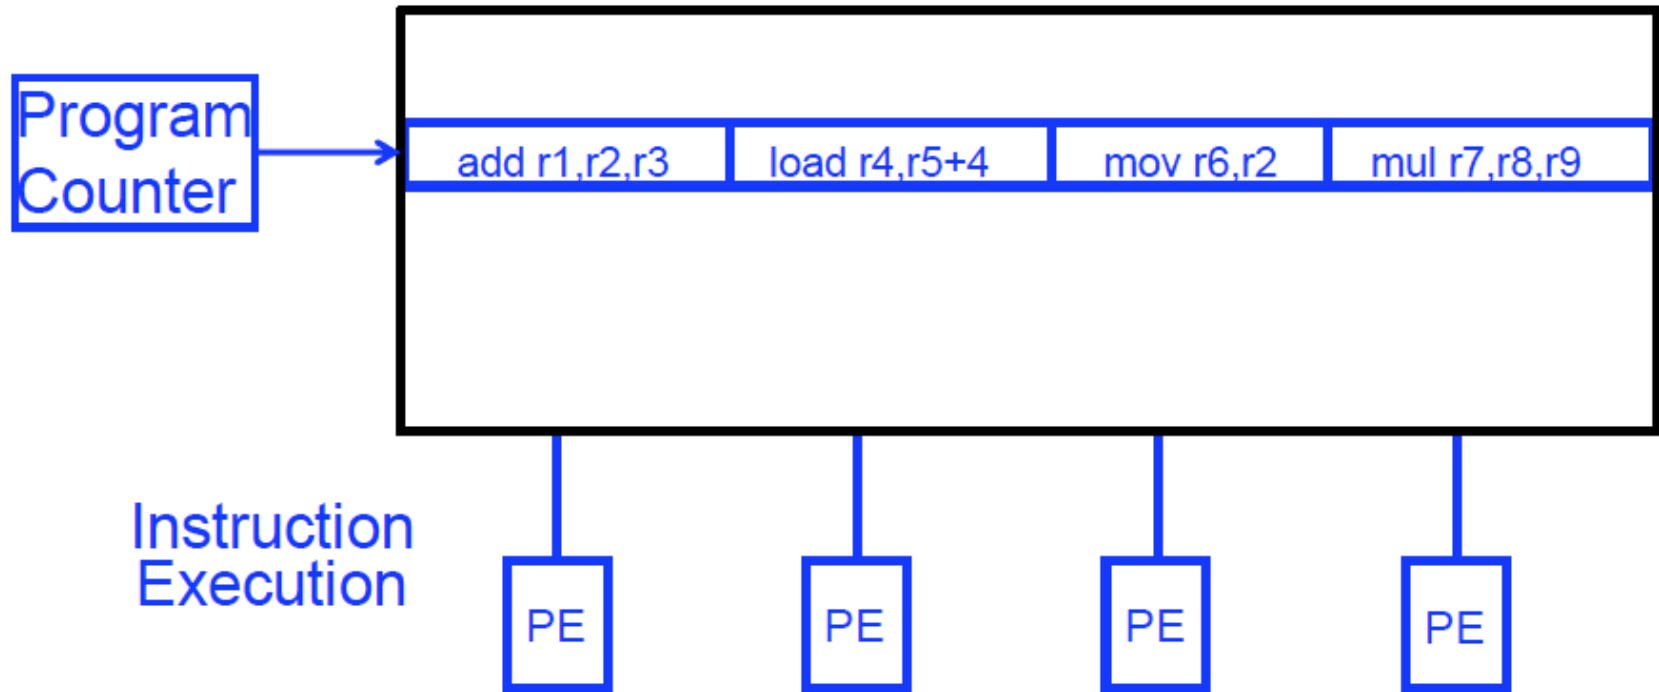 Program
Counter
add r1,r2,r3
load r4,r5+4
mov r6,r2
mul r7,r8,r9
Instruction
Execution
PE
PE
PE
PE